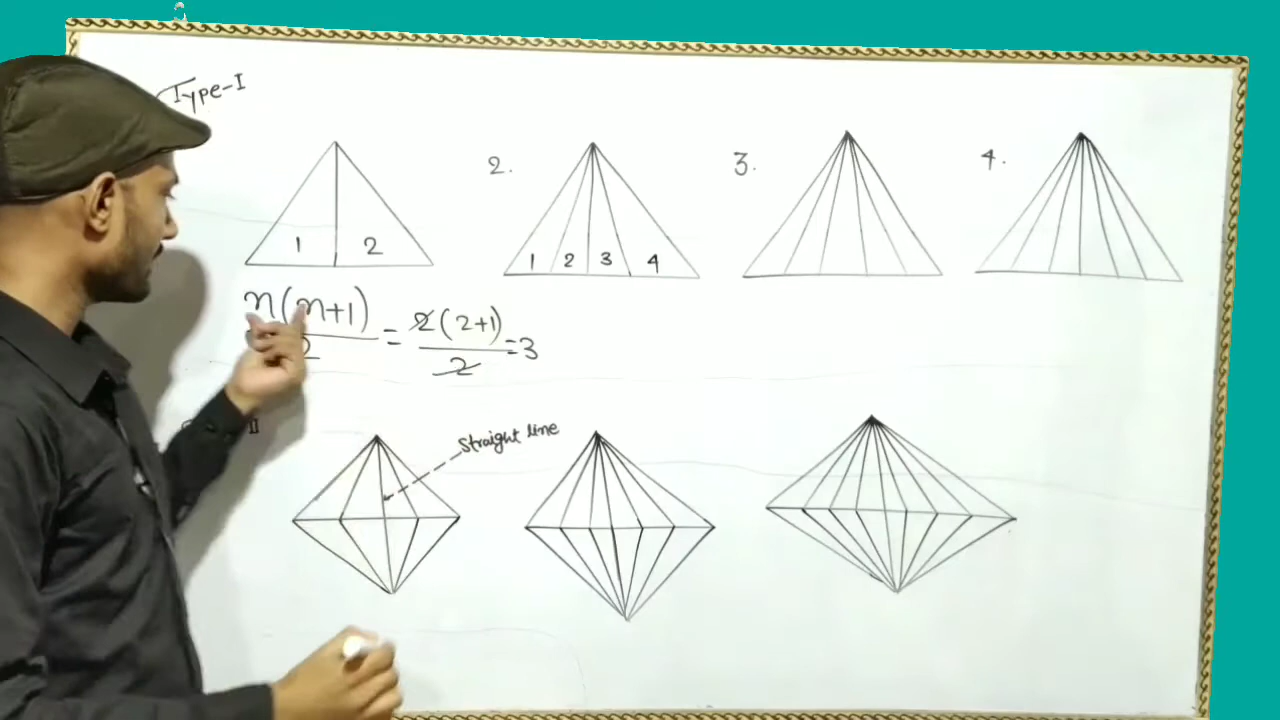 Type-I
2.
3.
4.
1 2
1 2 3 4
n(n+1)/2 = 2(2+1)/2 = 3
II
Straight line